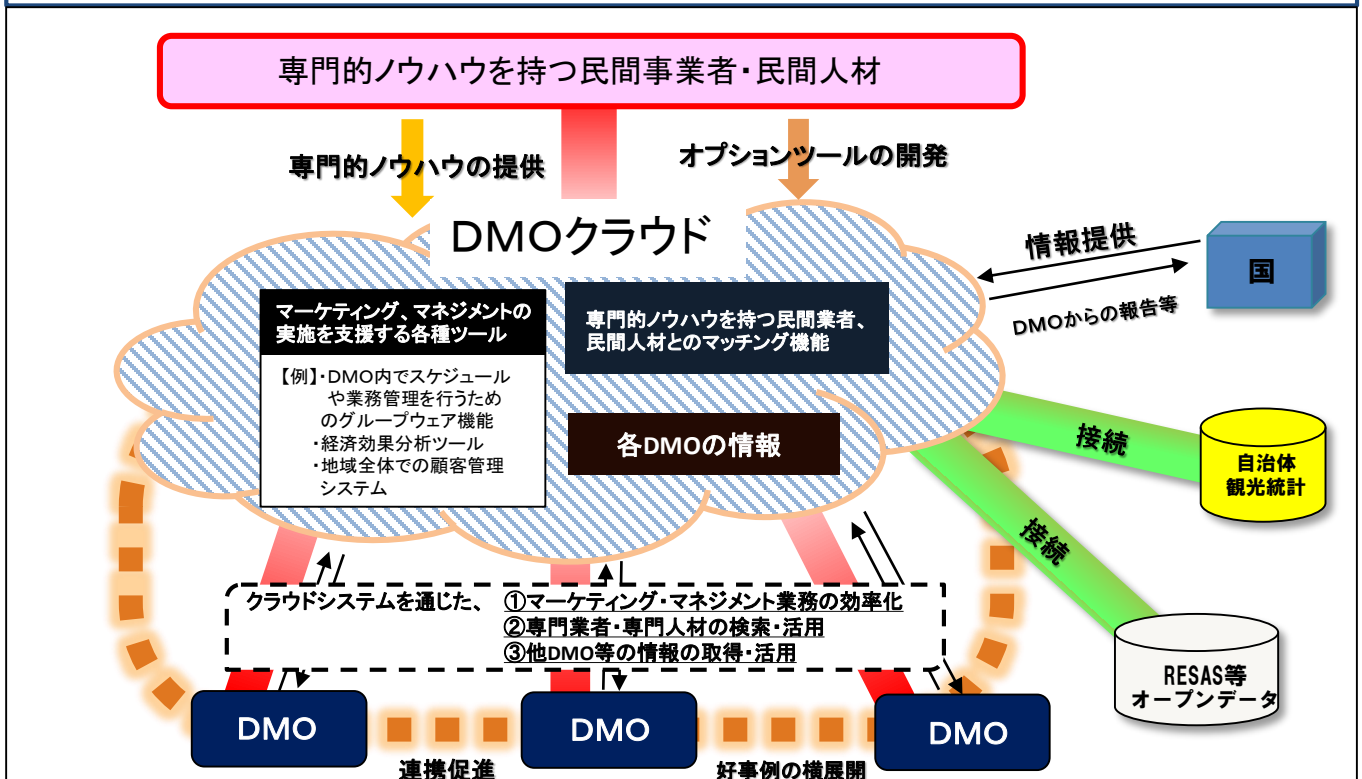 専門的ノウハウを持つ民間事業者・民間人材
専門的ノウハウの提供
オプションツールの開発
DMOクラウド
情報提供
国
DMOからの報告等
マーケティング、マネジメントの
実施を支援する各種ツール
【例】・DMO内でスケジュール
や業務管理を行うため
のグループウェア機能
・経済効果分析ツール
・地域全体での顧客管理
システム
専門的ノウハウを持つ民間業者、
民間人材とのマッチング機能
各DMOの情報
接続
自治体
観光統計
接続
RESAS等
オープンデータ
クラウドシステムを通じた、 ①マーケティング・マネジメント業務の効率化
②専門業者・専門人材の検索・活用
③他DMO等の情報の取得・活用
DMO
DMO
DMO
連携促進
好事例の横展開